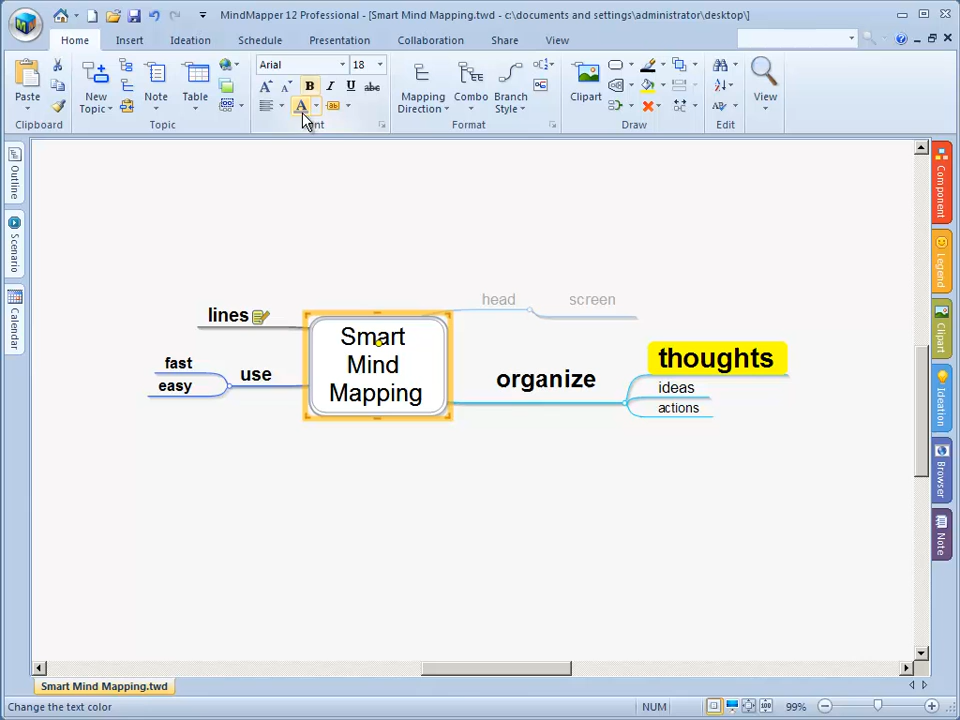 MindMapper 12 Professional - [Smart Mind Mapping.twd - c:\documents and settings\administrator\desktop\]
Home Insert Ideation Schedule Presentation Collaboration Share View
Arial 18
Paste New Topic Note Table B I U abc A Mapping Direction Combo Branch Style Clipart View
Clipboard Topic nt Format Draw Edit
Outline
Scenario
Calendar
head screen
lines
Smart
Mind
Mapping
thoughts
fast
use
easy
organize
ideas
actions
Component
Legend
Clipart
Ideation
Browser
Note
Smart Mind Mapping.twd
Change the text color NUM 99%